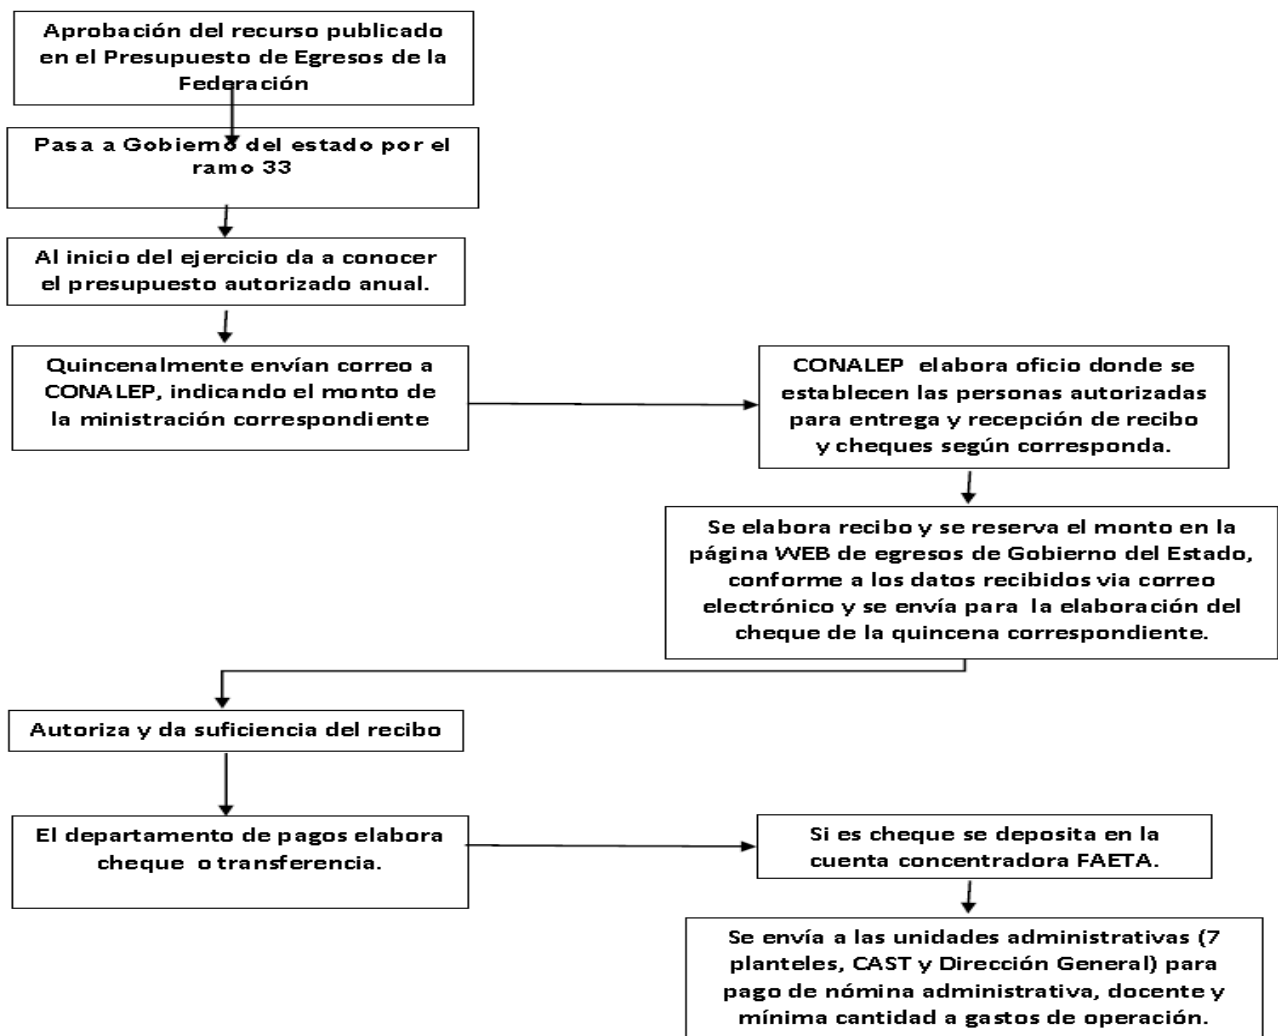 Aprobación del recurso publicado
en el Presupuesto de Egresos de la
Federación
Pasa a Gobierno del estado por el
ramo 33
Al inicio del ejercicio da a conocer
el presupuesto autorizado anual.
Quincenalmente envían correo a
CONALEP, indicando el monto de
la ministración correspondiente
CONALEP elabora oficio donde se
establecen las personas autorizadas
para entrega y recepción de recibo
y cheques según corresponda.
Se elabora recibo y se reserva el monto en la
página WEB de egresos de Gobierno del Estado,
conforme a los datos recibidos via correo
electrónico y se envía para la elaboración del
cheque de la quincena correspondiente.
Autoriza y da suficiencia del recibo
El departamento de pagos elabora
cheque o transferencia.
Si es cheque se deposita en la
cuenta concentradora FAETA.
Se envía a las unidades administrativas (7
planteles, CAST y Dirección General) para
pago de nómina administrativa, docente y
mínima cantidad a gastos de operación.